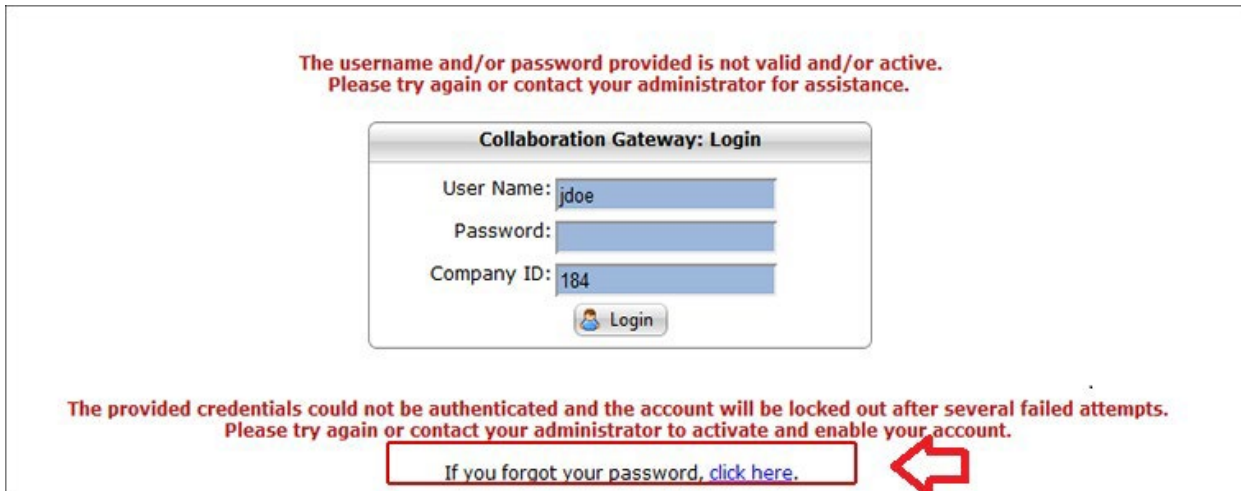 The username and/or password provided is not valid and/or active.
Please try again or contact your administrator for assistance.
Collaboration Gateway: Login
User Name: jdoe
Password:
Company ID: 184
Login
The provided credentials could not be authenticated and the account will be locked out after several failed attempts.
Please try again or contact your administrator to activate and enable your account.
If you forgot your password, click here.